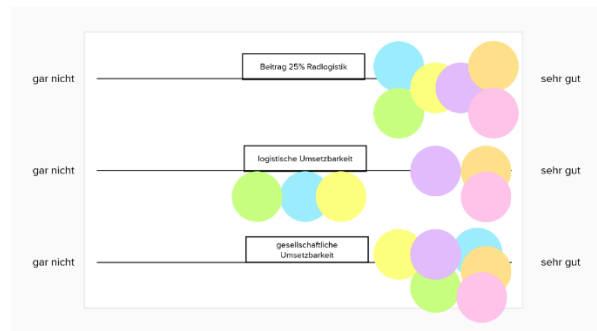 Beitrag 25% Radlogistik
gar nicht
sehr gut
logistische Umsetzbarkeit
gar nicht
sehr gut
gesellschaftliche
Umsetzbarkeit
gar nicht
sehr gut